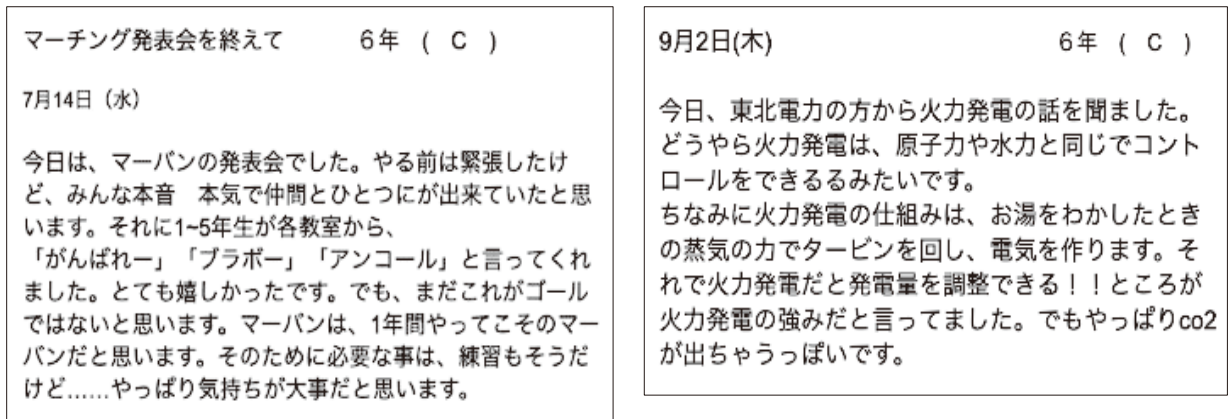 マーチング発表会を終えて　　　6年　(　C　)
7月14日（水）
今日は、マーバンの発表会でした。やる前は緊張したけ
ど、みんな本音　本気で仲間とひとつにが出来ていたと思
います。それに1~5年生が各教室から、
「がんばれー」「ブラボー」「アンコール」と言ってくれ
ました。とても嬉しかったです。でも、まだこれがゴール
ではないと思います。マーバンは、1年間やってこそのマー
バンだと思います。そのために必要な事は、練習もそうだ
けど......やっぱり気持ちが大事だと思います。
9月2日(木)　　　　　　　　6年　(　C　)
今日、東北電力の方から火力発電の話を聞ました。
どうやら火力発電は、原子力や水力と同じでコント
ロールをできるるみたいです。
ちなみに火力発電の仕組みは、お湯をわかしたとき
の蒸気の力でタービンを回し、電気を作ります。そ
れで火力発電だと発電量を調整できる！！ところが
火力発電の強みだと言ってました。でもやっぱりco2
が出ちゃうっぽいです。